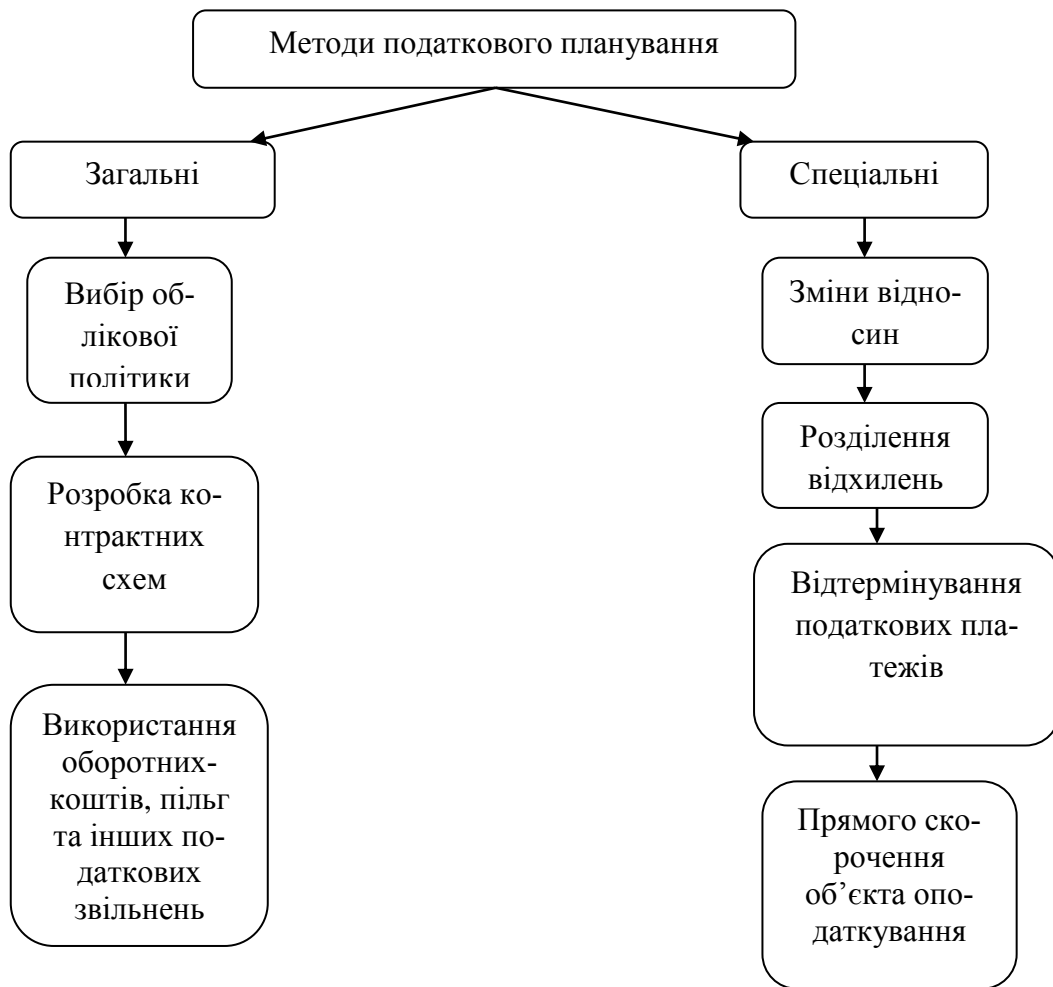 Методи податкового планування
Загальні
Вибір об-
лікової
політики
Розробка ко-
нтрактних
схем
Використання
оборотних-
коштів, пільг
та інших по-
даткових
звільнень
Спеціальні
Зміни відно-
син
Розділення
відхилень
Відтермінування
податкових пла-
тежів
Прямого ско-
рочення
об’єкта опо-
даткування